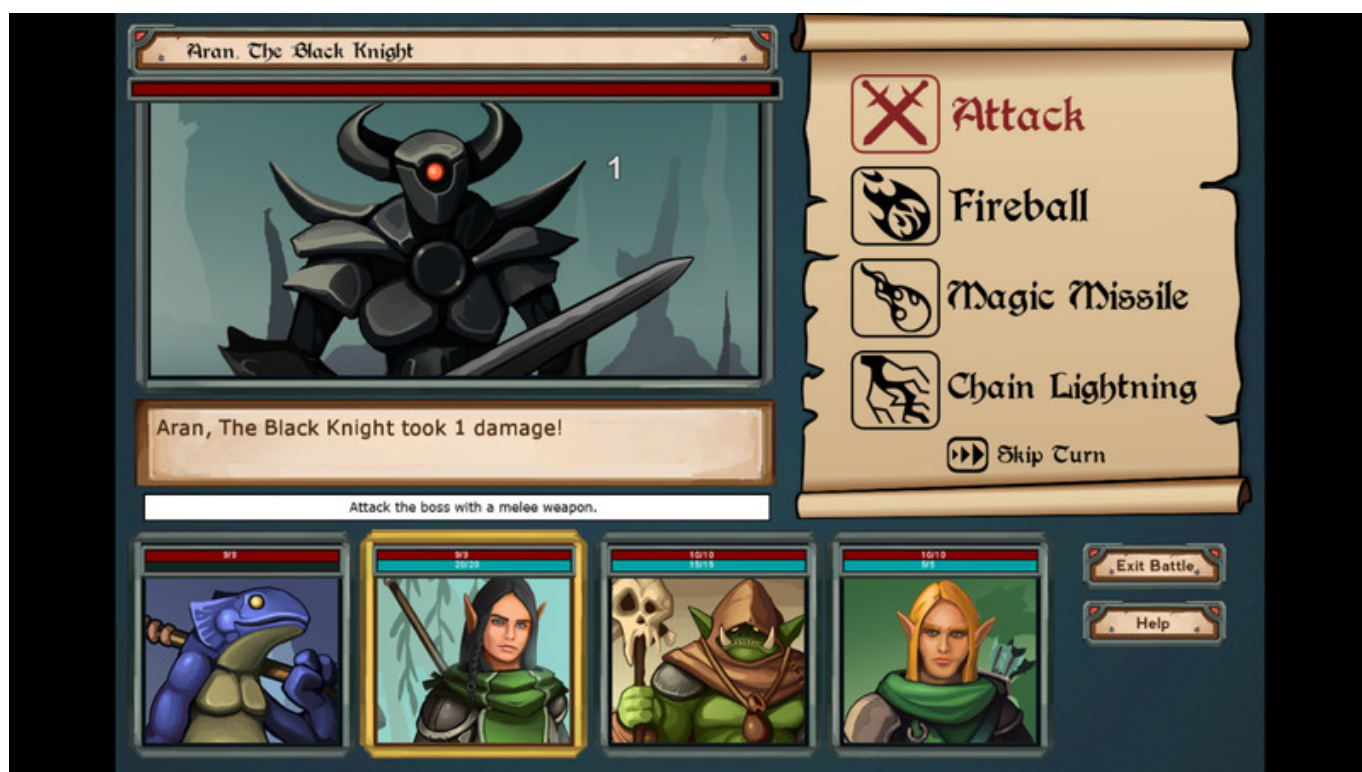 Aran, The Black Knight
1
Attack
Fireball
Magic Missile
Chain Lightning
Skip Turn
Aran, The Black Knight took 1 damage!
Attack the boss with a melee weapon.
9/9
9/9
20/20
10/10
15/15
10/10
5/5
Exit Battle
Help